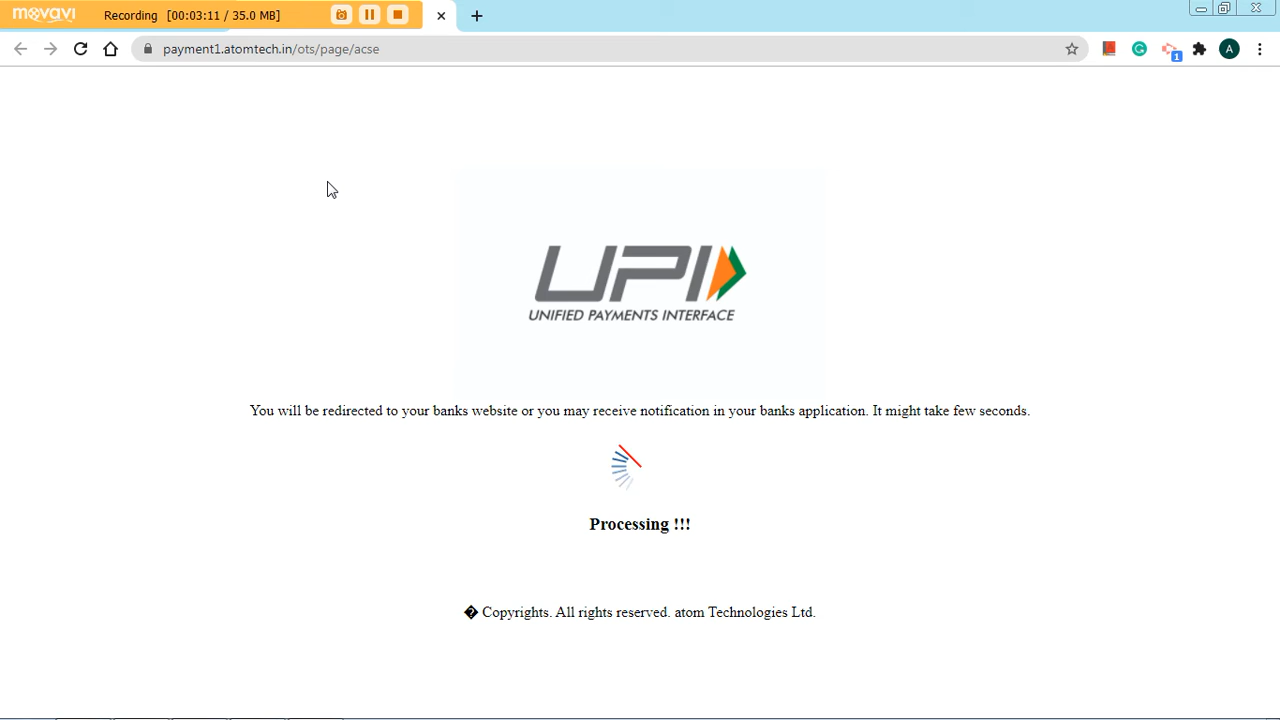 movavi Recording [00:03:11 / 35.0 MB]
payment1.atomtech.in/ots/page/acse
1
A
UPI
UNIFIED PAYMENTS INTERFACE
You will be redirected to your banks website or you may receive notification in your banks application. It might take few seconds.
Processing !!!
� Copyrights. All rights reserved. atom Technologies Ltd.